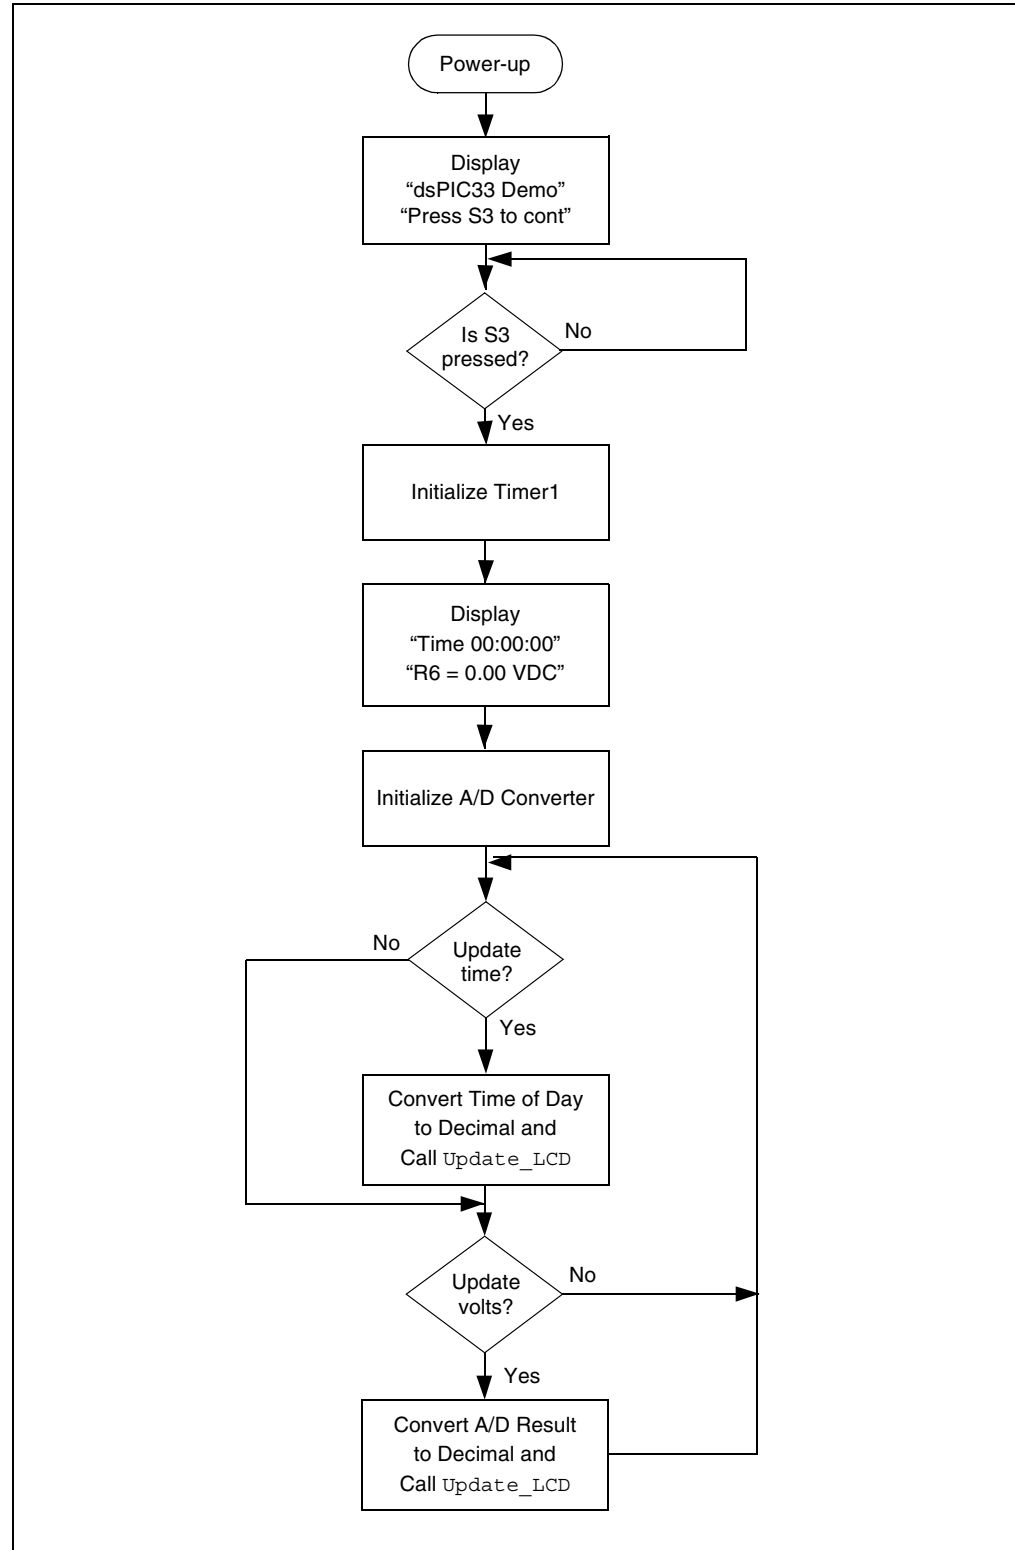 Power-up
Display
“dsPIC33 Demo”
“Press S3 to cont”
Is S3
pressed?
No
Yes
Initialize Timer1
Display
“Time 00:00:00”
“R6 = 0.00 VDC”
Initialize A/D Converter
No
Update
time?
Yes
Convert Time of Day
to Decimal and
Call Update_LCD
Update
volts?
No
Yes
Convert A/D Result
to Decimal and
Call Update_LCD